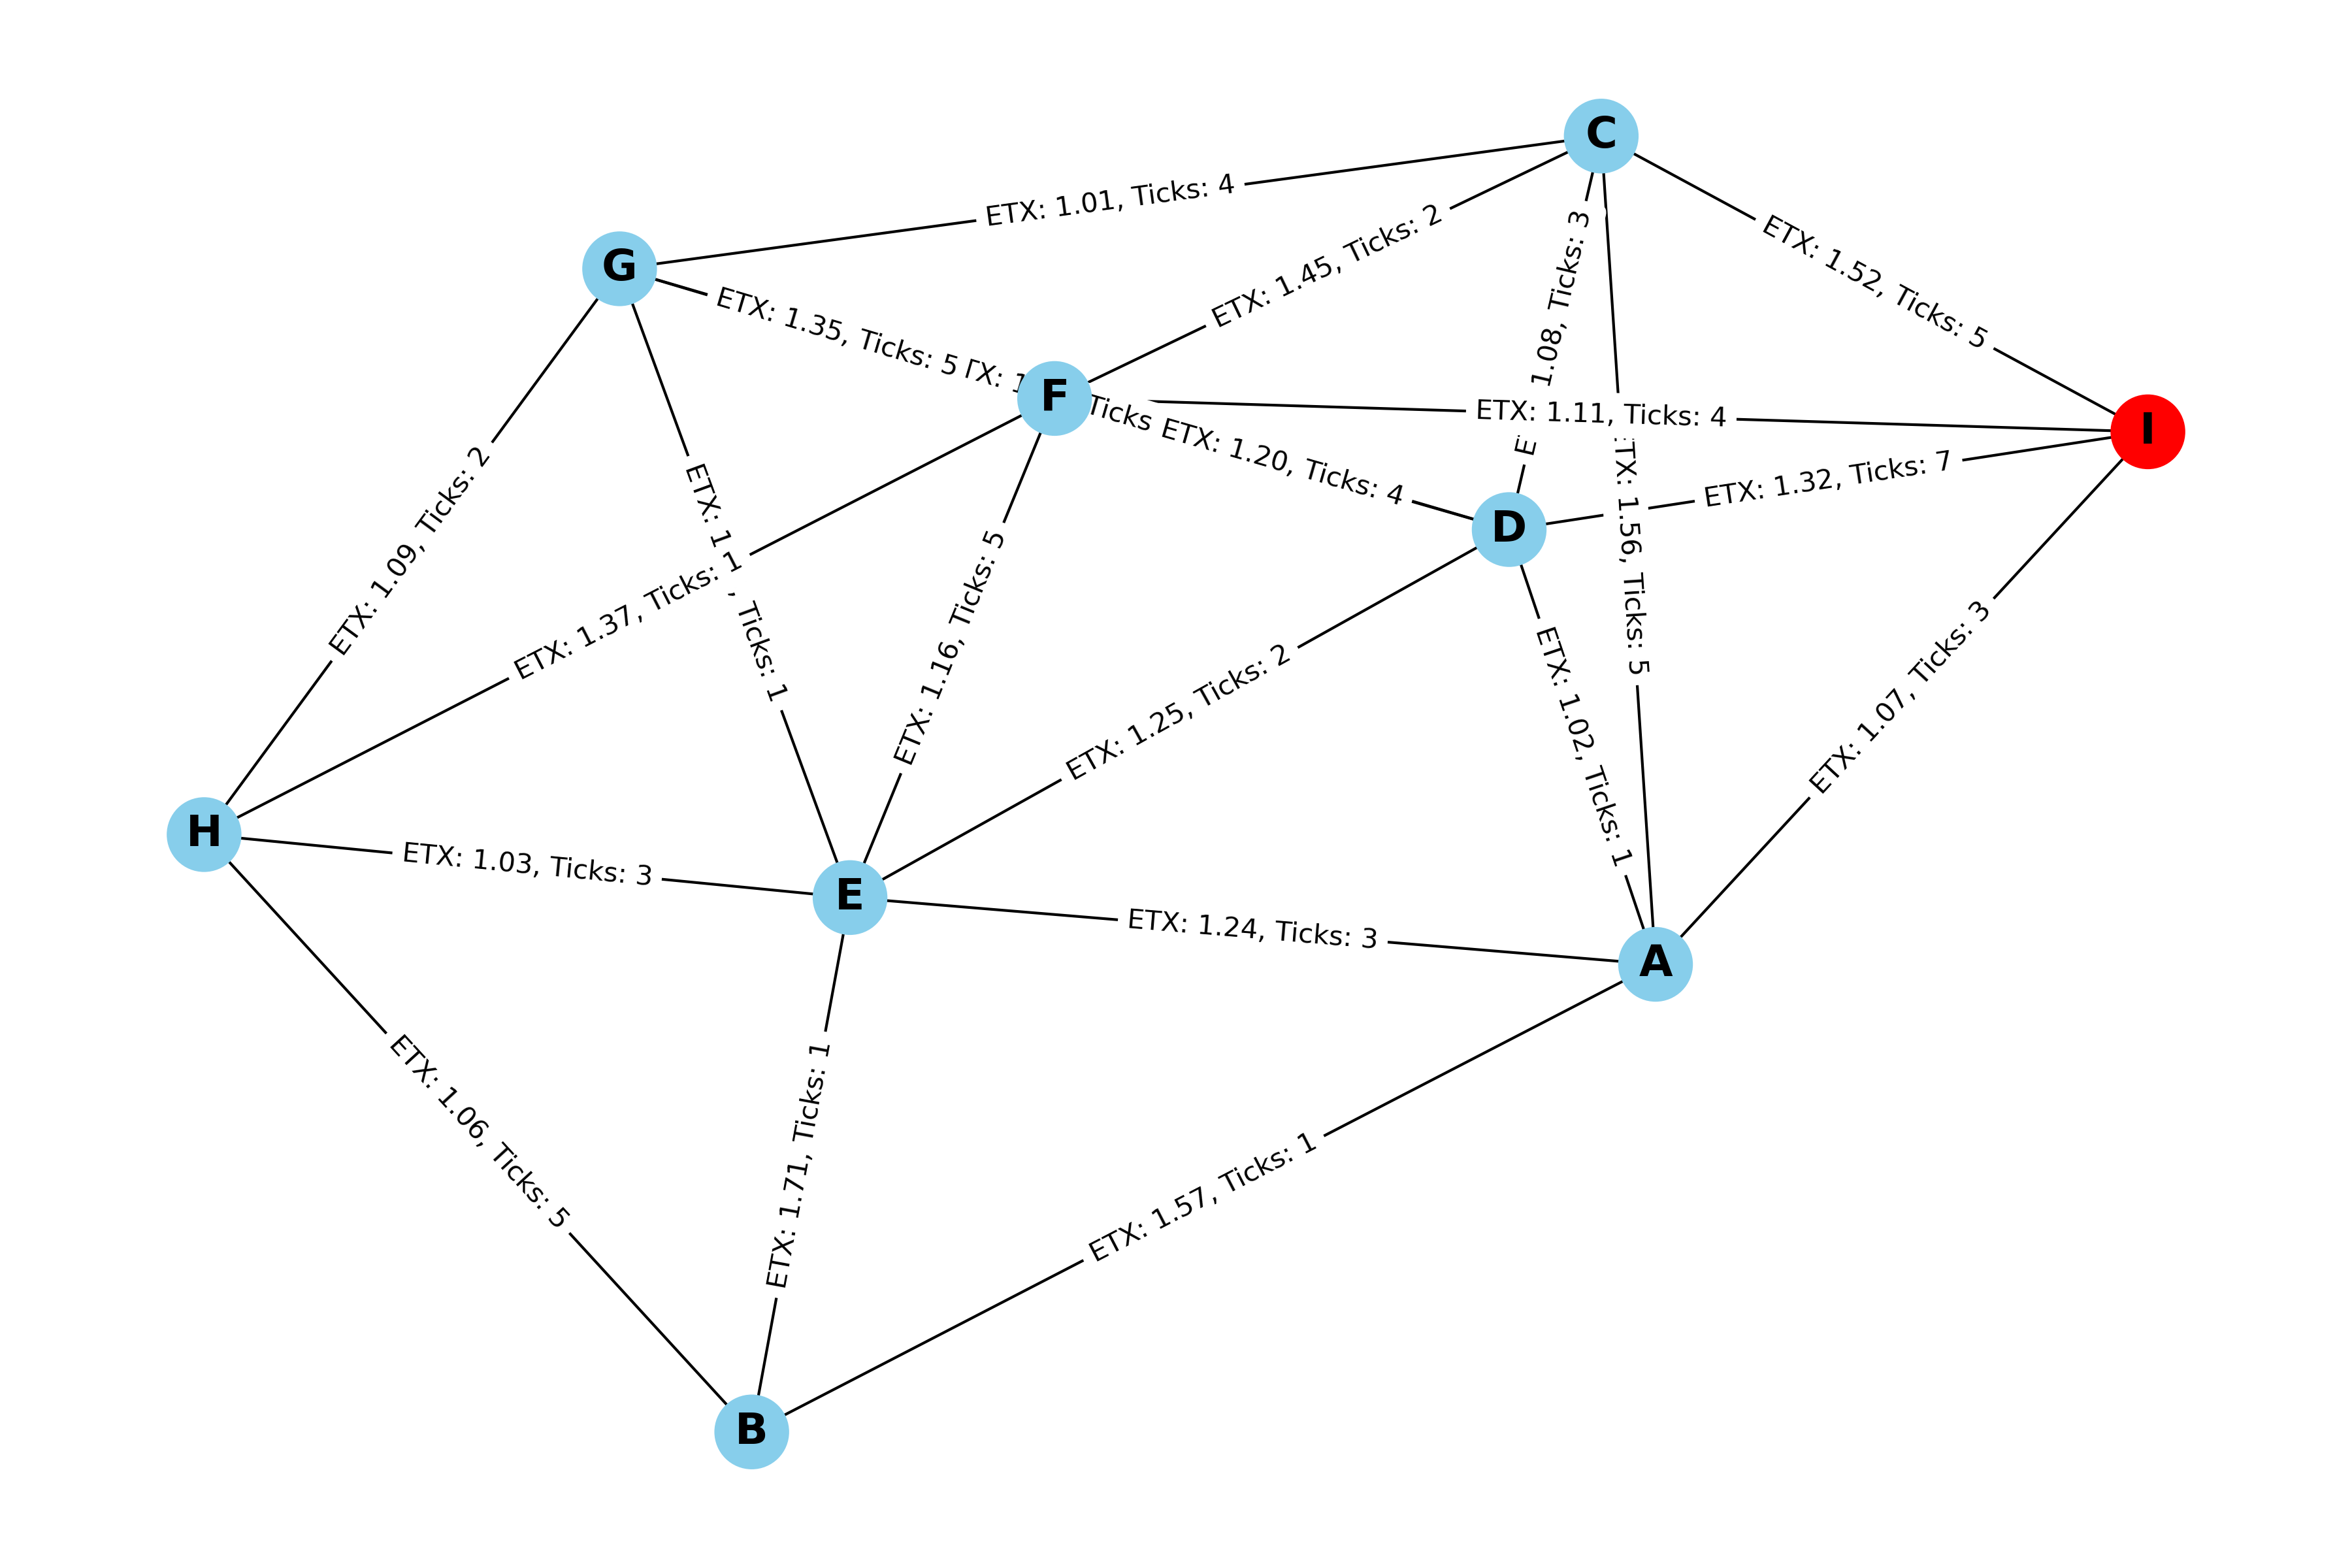 C
ETX: 1.01, Ticks: 4
G
ETX: 1.45, Ticks: 2
1.08, Ticks: 3
ETX: 1.52, Ticks: 5
ETX: 1.35, Ticks: 5
F
Ticks
ETX: 1.11, Ticks: 4
I
ETX: 1.20, Ticks: 4
ETX: 1.32, Ticks: 7
D
1.56, Ticks: 5
ETX: 1.09, Ticks: 2
ETX: 1
, Ticks: 1
ETX: 1.37, Ticks: 1
ETX: 1.16, Ticks: 5
ETX: 1.25, Ticks: 2
ETX: 1.02, Ticks: 1
ETX: 1.07, Ticks: 3
H
ETX: 1.03, Ticks: 3
E
ETX: 1.24, Ticks: 3
A
ETX: 1.06, Ticks: 5
ETX: 1.71, Ticks: 1
ETX: 1.57, Ticks: 1
B